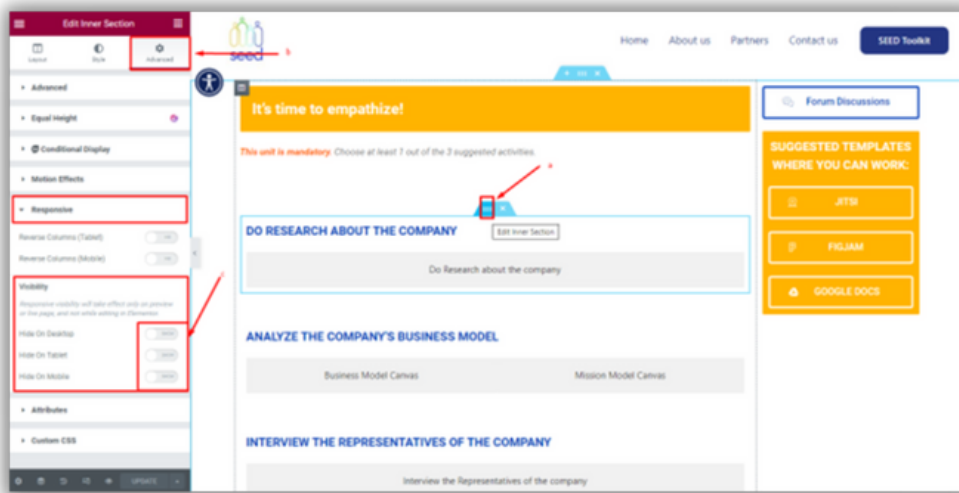 Edit Inner Section
Layout
Style
Advanced
Advanced
Equal Height
Conditional Display
Motion Effects
Responsive
Reverse Columns (Tablet)
Reverse Columns (Mobile)
Visibility
Responsive visibility will take effect only on preview
or live page, and not while editing in Elementor.
Hide On Desktop
Hide On Tablet
Hide On Mobile
Attributes
Custom CSS
UPDATE
b
seed
Home
About us
Partners
Contact us
SEED Toolkit
It's time to empathize!
This unit is mandatory. Choose at least 1 out of the 3 suggested activities.
a
Edit Inner Section
DO RESEARCH ABOUT THE COMPANY
Do Research about the company
ANALYZE THE COMPANY'S BUSINESS MODEL
Business Model Canvas
Mission Model Canvas
INTERVIEW THE REPRESENTATIVES OF THE COMPANY
Interview the Representatives of the company
Forum Discussions
SUGGESTED TEMPLATES
WHERE YOU CAN WORK:
JITSI
FIGJAM
GOOGLE DOCS